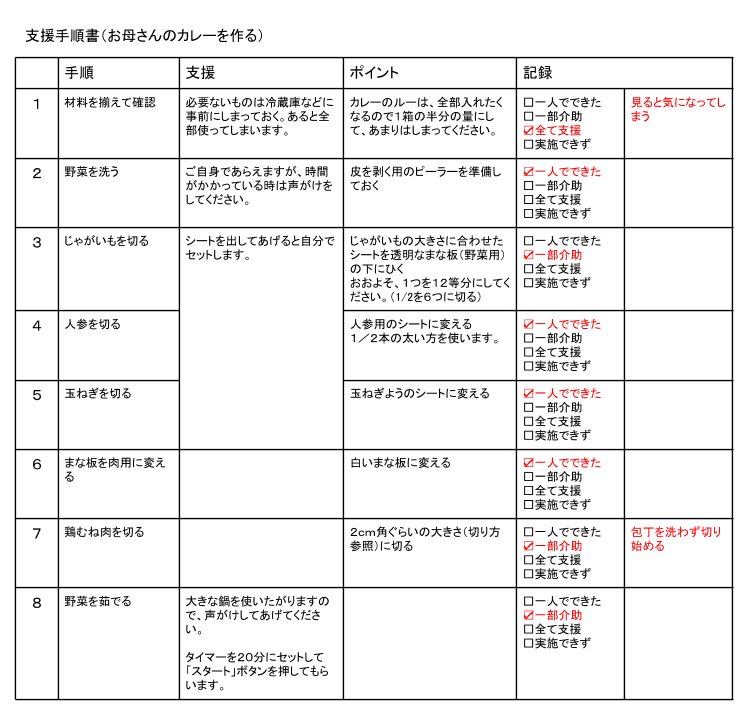 支援手順書（お母さんのカレーを作る）
手順 支援 ポイント 記録
1 材料を揃えて確認
必要ないものは冷蔵庫などに
事前にしまっておく。あると全
部使ってしまいます。
カレーのルーは、全部入れたく
なるので１箱の半分の量にし
て、あまりはしまってください。
☐一人でできた
☐一部介助
☑全て支援
☐実施できず
見ると気になってし
まう
2 野菜を洗う
ご自身であらえますが、時間
がかかっている時は声がけを
してください。
皮を剥く用のピーラーを準備し
ておく
☑一人でできた
☐一部介助
☐全て支援
☐実施できず
3 じゃがいもを切る
シートを出してあげると自分で
セットします。
じゃがいもの大きさに合わせた
シートを透明なまな板（野菜用）
の下にひく
おおよそ、１つを１２等分にしてく
ださい。（1/2を６つに切る）
☐一人でできた
☑一部介助
☐全て支援
☐実施できず
4 人参を切る
人参用のシートに変える
１／２本の太い方を使います。
☑一人でできた
☐一部介助
☐全て支援
☐実施できず
5 玉ねぎを切る
玉ねぎようのシートに変える
☑一人でできた
☐一部介助
☐全て支援
☐実施できず
6 まな板を肉用に変え
る
白いまな板に変える
☑一人でできた
☐一部介助
☐全て支援
☐実施できず
7 鶏むね肉を切る
２cm角ぐらいの大きさ（切り方
参照）に切る
☐一人でできた
☑一部介助
☐全て支援
☐実施できず
包丁を洗わず切り
始める
8 野菜を茹でる
大きな鍋を使いたがりますの
で、声がけしてあげてくださ
い。
タイマーを２０分にセットして
「スタート」ボタンを押してもら
います。
☐一人でできた
☑一部介助
☐全て支援
☐実施できず